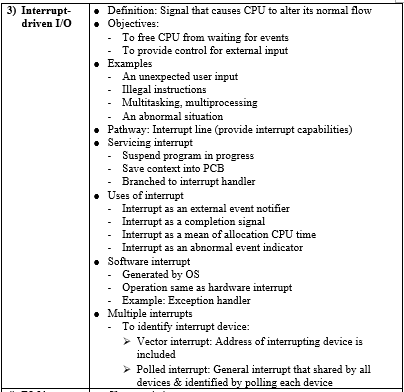 3) Interrupt-
driven I/O
● Definition: Signal that causes CPU to alter its normal flow
● Objectives:
- To free CPU from waiting for events
- To provide control for external input
● Examples
- An unexpected user input
- Illegal instructions
- Multitasking, multiprocessing
- An abnormal situation
● Pathway: Interrupt line (provide interrupt capabilities)
● Servicing interrupt
- Suspend program in progress
- Save context into PCB
- Branched to interrupt handler
● Uses of interrupt
- Interrupt as an external event notifier
- Interrupt as a completion signal
- Interrupt as a mean of allocation CPU time
- Interrupt as an abnormal event indicator
● Software interrupt
- Generated by OS
- Operation same as hardware interrupt
- Example: Exception handler
● Multiple interrupts
- To identify interrupt device:
➢ Vector interrupt: Address of interrupting device is
included
➢ Polled interrupt: General interrupt that shared by all
devices & identified by polling each device